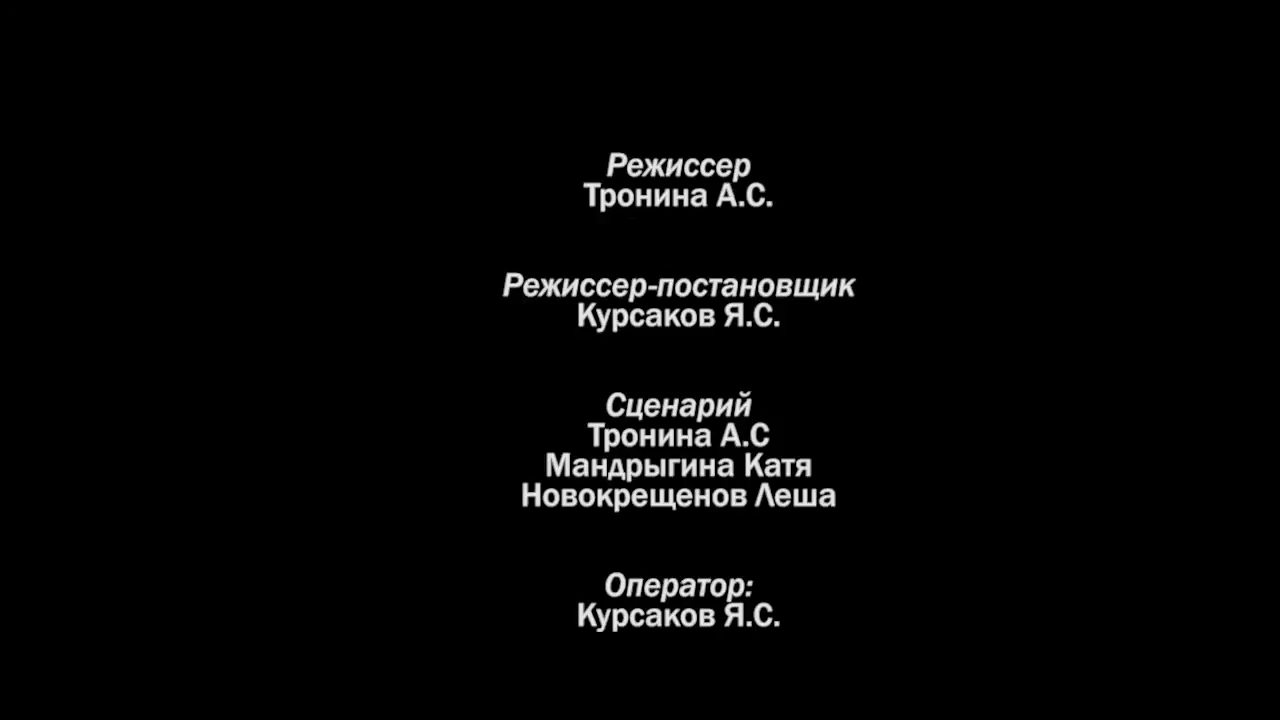 Режиссер
Тронина А.С.
Режиссер-постановщик
Курсаков Я.С.
Сценарий
Тронина А.С
Мандрыгина Катя
Новокрещенов Леша
Оператор:
Курсаков Я.С.